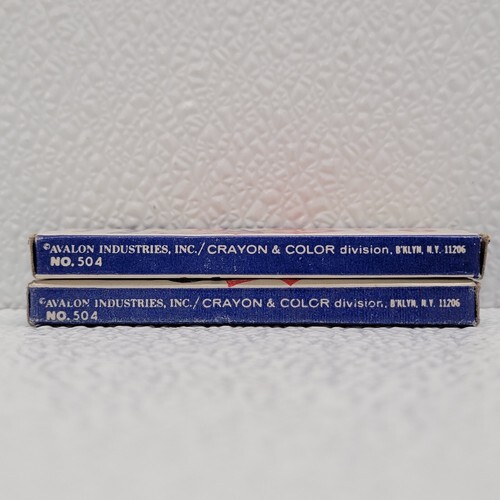 ©AVALON INDUSTRIES, INC./ CRAYON & COLOR division, B'KLYN, N.Y. 11206
NO. 504
©AVALON INDUSTRIES, INC./ CRAYON & COLOR division, B'KLYN, N.Y. 11206
NO. 504